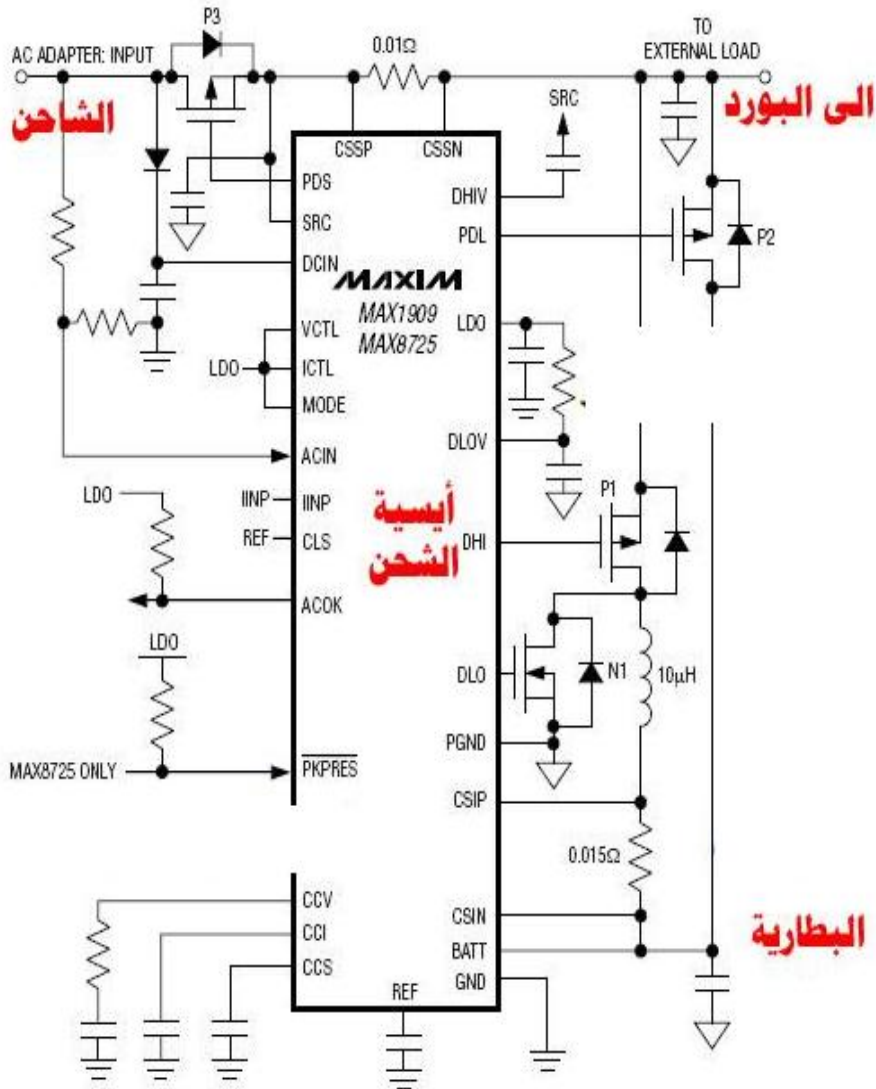 P3
AC ADAPTER: INPUT
0.01Ω
TO
EXTERNAL LOAD
الشاحن
الى البورد
SRC
CSSP
CSSN
PDS
DHIV
SRC
PDL
P2
DCIN
MAXIM
MAX1909
MAX8725
LDO
VCTL
LDO
ICTL
MODE
DLOV
ACIN
P1
LDO
IINP
IINP
أيسية
الشحن
REF
CLS
DHI
ACOK
LDO
DLO
N1
10µH
PGND
MAX8725 ONLY
PKPRES
CSIP
0.015Ω
CCV
CSIN
البطارية
CCI
BATT
CCS
GND
REF